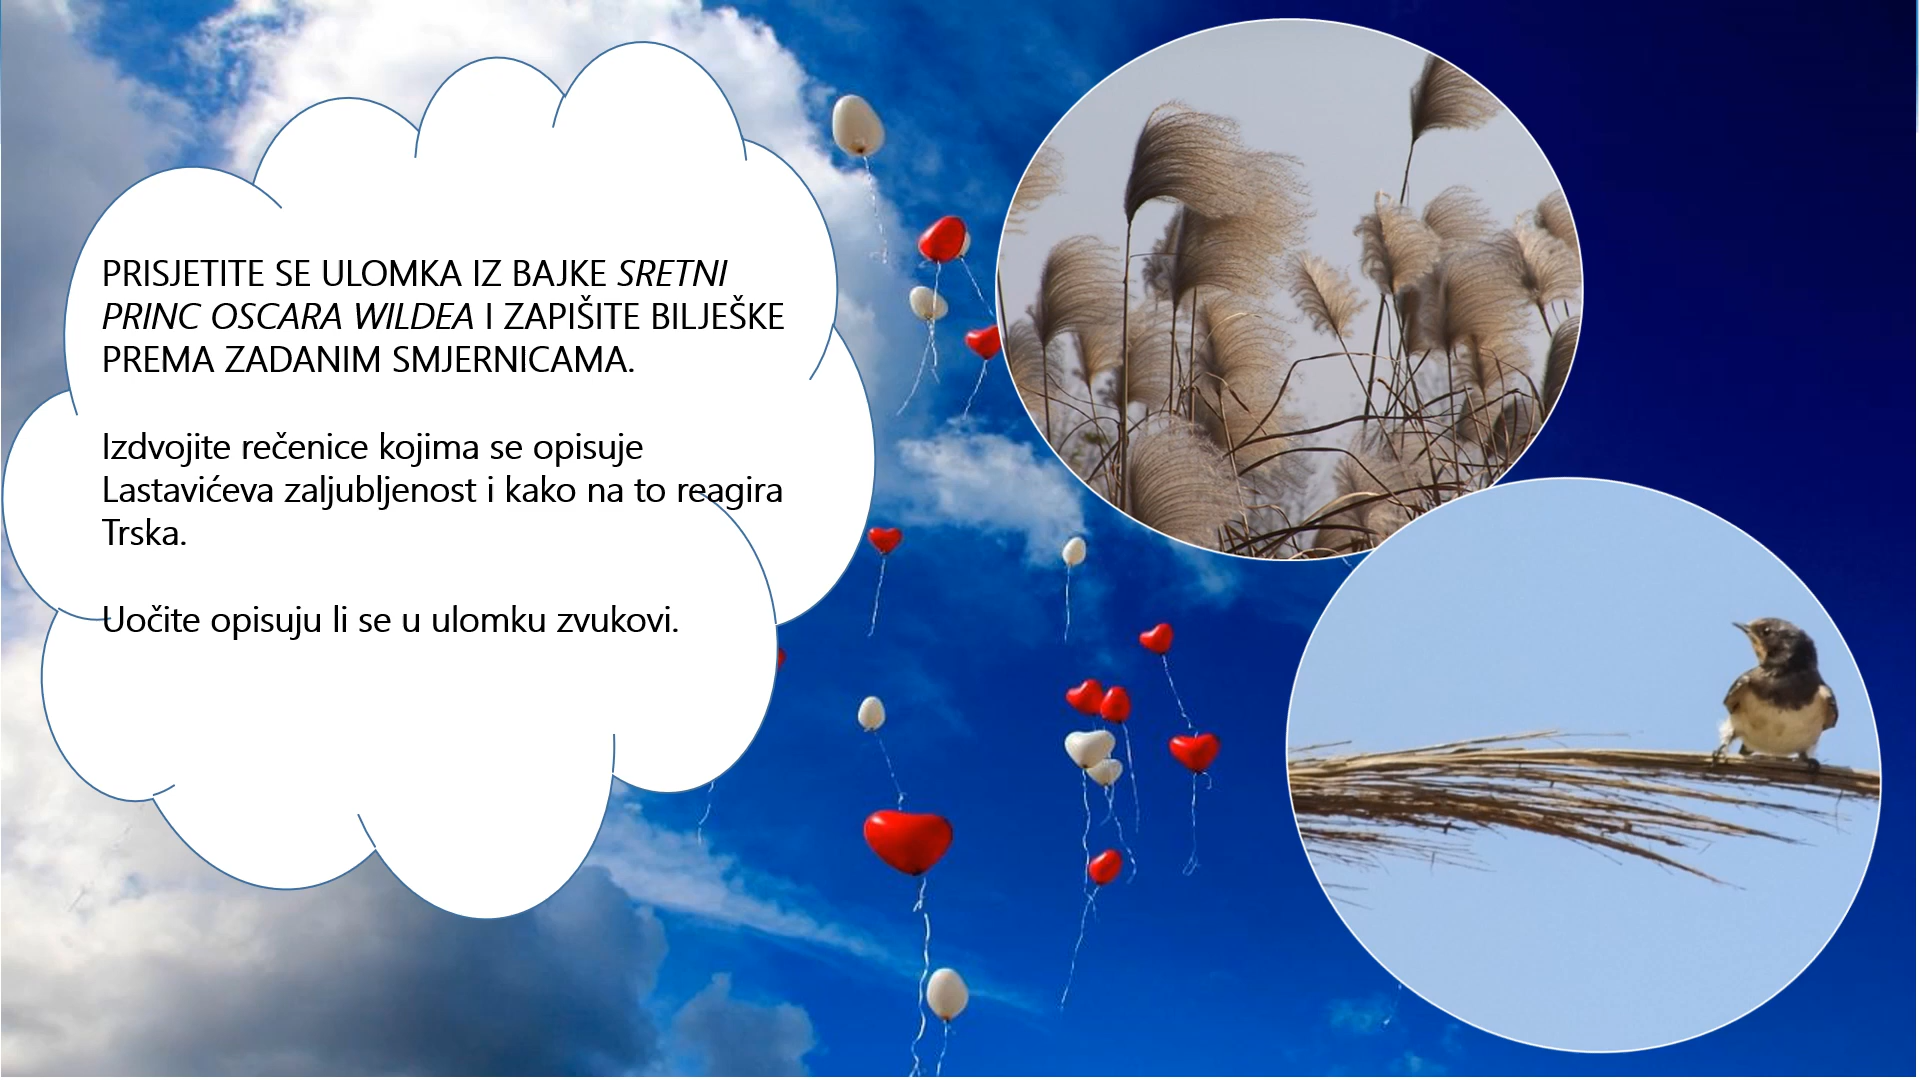 PRISJETITE SE ULOMKA IZ BAJKE SRETNI
PRINC OSCARA WILDEA I ZAPIŠITE BILJEŠKE
PREMA ZADANIM SMJERNICAMA.
Izdvojite rečenice kojima se opisuje
Lastavićeva zaljubljenost i kako na to reagira
Trska.
Uočite opisuju li se u ulomku zvukovi.